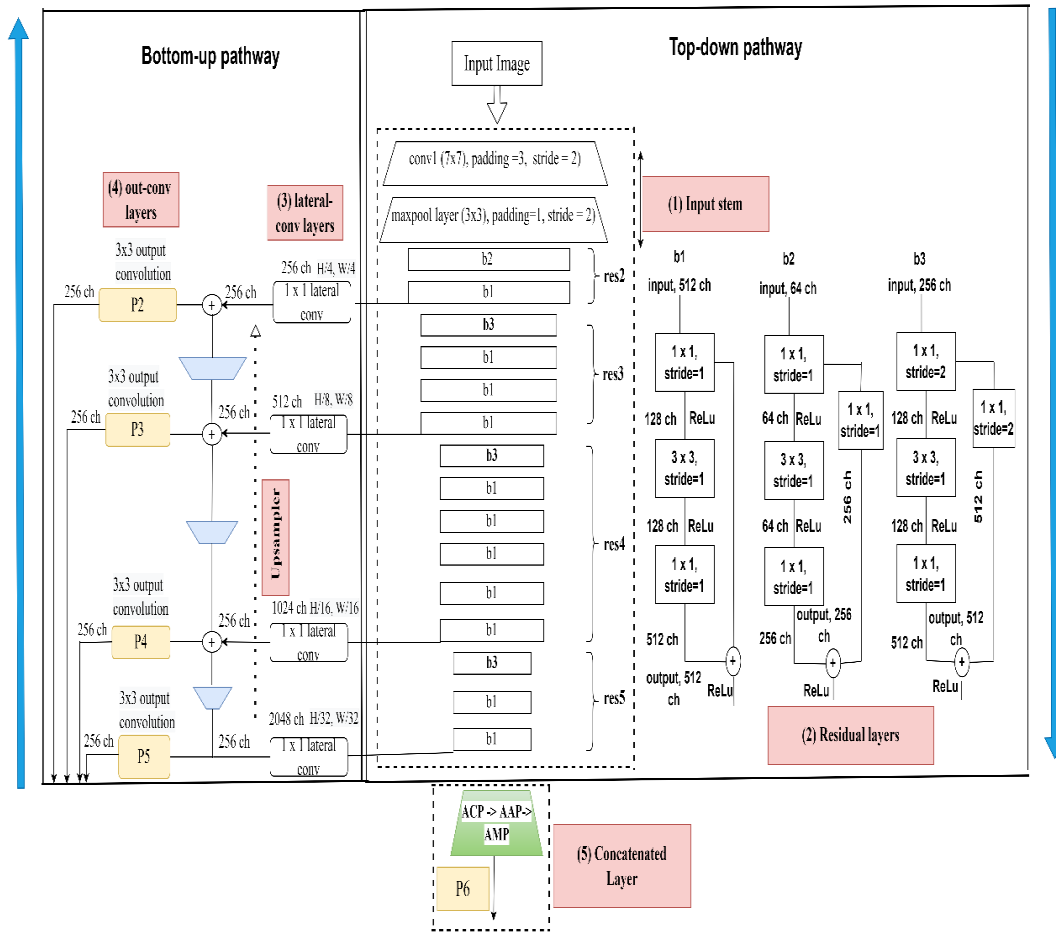 Bottom-up pathway
Top-down pathway
Input Image
conv1 (7x7), padding =3, stride = 2)
maxpool layer (3x3), padding=1, stride = 2)
(1) Input stem
(4) out-conv
layers
(3) lateral-
conv layers
3x3 output
convolution
256 ch
P2
+
256 ch
256 ch H/4, W/4
1 x 1 lateral
conv
b2
b1
res2
3x3 output
convolution
256 ch
P3
+
256 ch
512 ch H/8, W/8
1 x 1 lateral
conv
b3
b1
b1
b1
res3
Upsampler
3x3 output
convolution
256 ch
P4
+
256 ch
1024 ch H/16, W/16
1 x 1 lateral
conv
b3
b1
b1
b1
b1
b1
res4
3x3 output
convolution
256 ch
P5
256 ch
2048 ch H/32, W/32
1 x 1 lateral
conv
b3
b1
b1
res5
b1
input, 512 ch
1 x 1,
stride=1
128 ch ReLu
3 x 3,
stride=1
128 ch ReLu
1 x 1,
stride=1
512 ch
output, 512
ch
+
ReLu
b2
input, 64 ch
1 x 1,
stride=1
1 x 1,
stride=1
64 ch ReLu
3 x 3,
stride=1
256 ch
64 ch ReLu
1 x 1,
stride=1
output, 256
ch
256 ch
+
ReLu
b3
input, 256 ch
1 x 1,
stride=2
1 x 1,
stride=2
128 ch ReLu
3 x 3,
stride=1
512 ch
128 ch ReLu
1 x 1,
stride=1
output, 512
ch
512 ch
+
ReLu
(2) Residual layers
ACP -> AAP->
AMP
P6
(5) Concatenated
Layer